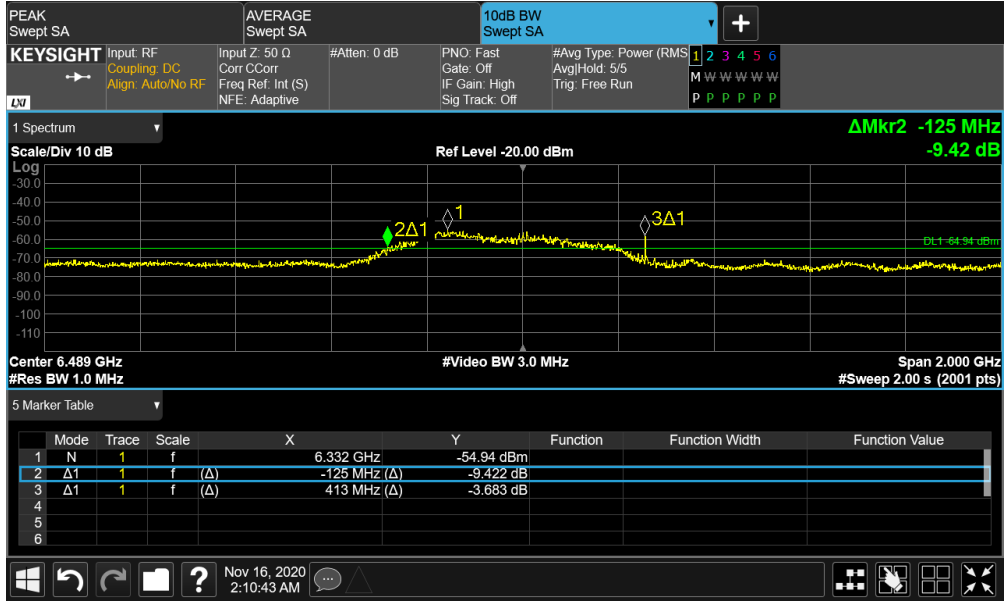 PEAK
Swept SA
AVERAGE
Swept SA
10dB BW
Swept SA
▼
+
KEYSIGHT
LXI
Input: RF
Coupling: DC
Align: Auto/No RF
Input Z: 50 Ω
Corr CCorr
Freq Ref: Int (S)
NFE: Adaptive
#Atten: 0 dB
PNO: Fast
Gate: Off
IF Gain: High
Sig Track: Off
#Avg Type: Power (RMS
Avg|Hold: 5/5
Trig: Free Run
1 2 3 4 5 6
M W W W W W
P P P P P P
1 Spectrum ▼
ΔMkr2 -125 MHz
-9.42 dB
Scale/Div 10 dB
Ref Level -20.00 dBm
Log
-30.0
-40.0
-50.0
-60.0
-70.0
-80.0
-90.0
-100
-110
2Δ1
1
3Δ1
DL1 -64.94 dBm
Center 6.489 GHz
#Video BW 3.0 MHz
Span 2.000 GHz
#Res BW 1.0 MHz
#Sweep 2.00 s (2001 pts)
5 Marker Table ▼
Mode Trace Scale X Y Function Function Width Function Value
1 N 1 f 6.332 GHz -54.94 dBm
2 Δ1 1 f (Δ) -125 MHz (Δ) -9.422 dB
3 Δ1 1 f (Δ) 413 MHz (Δ) -3.683 dB
4
5
6
?
Nov 16, 2020
2:10:43 AM